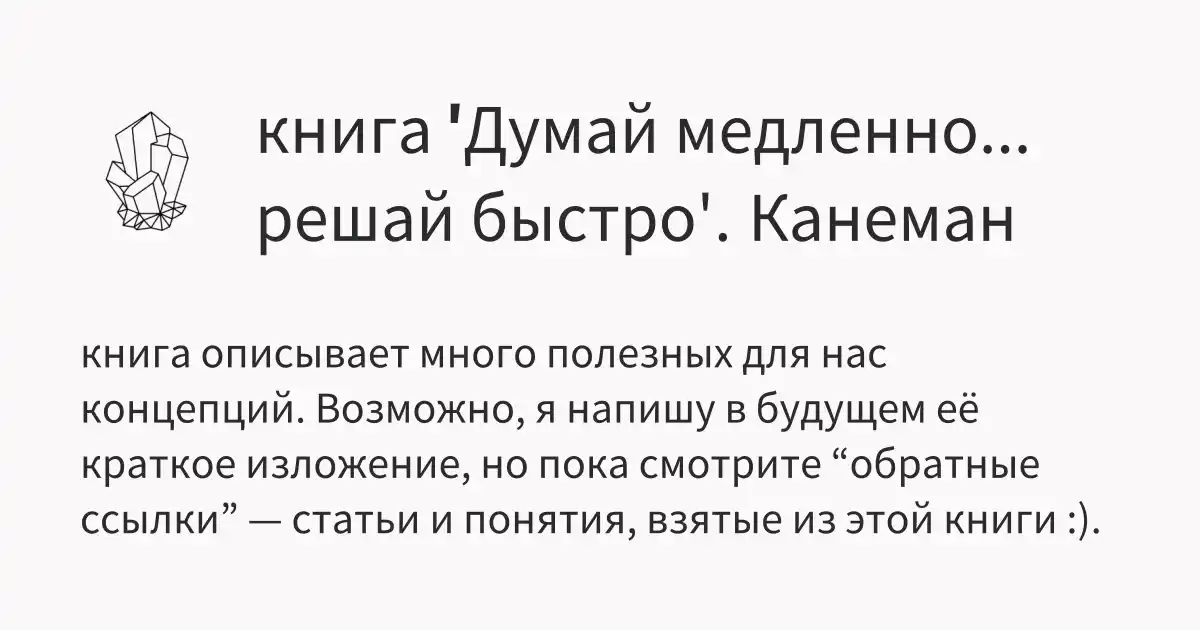 книга 'Думай медленно...
решай быстро'. Канеман
книга описывает много полезных для нас
концепций. Возможно, я напишу в будущем её
краткое изложение, но пока смотрите “обратные
ссылки” — статьи и понятия, взятые из этой книги :).